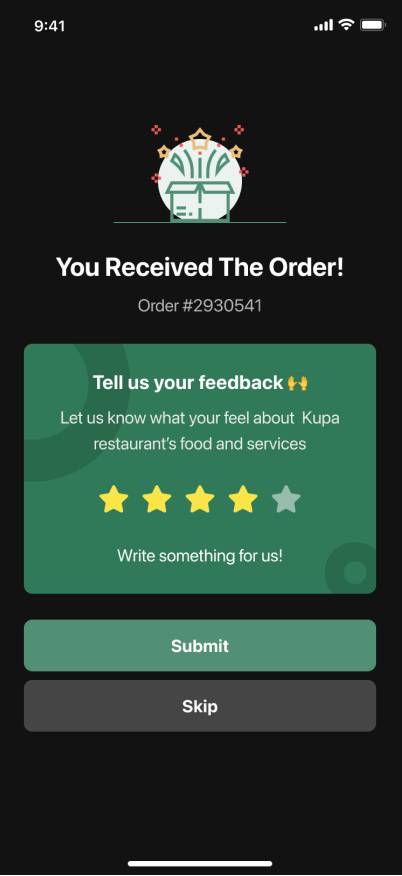 9:41
You Received The Order!
Order #2930541
Tell us your feedback 🙌
Let us know what your feel about Kupa
restaurant's food and services
Write something for us!
Submit
Skip